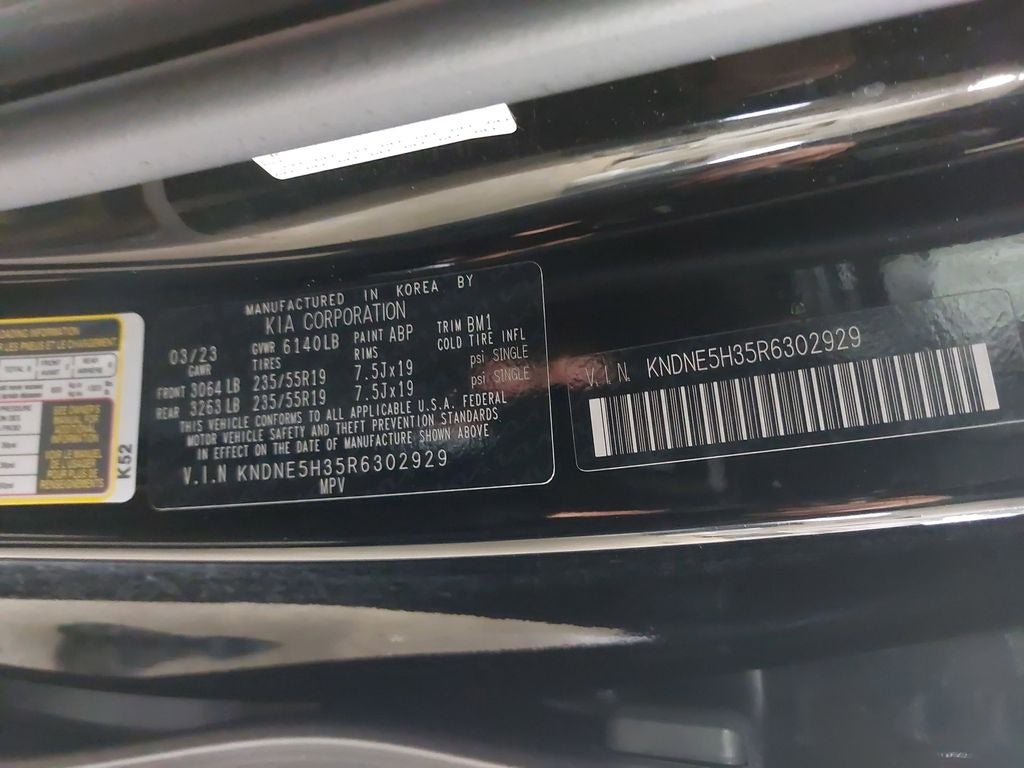 MANUFACTURED IN KOREA BY
KIA CORPORATION
03/23 GVWR 6140LB PAINT ABP TRIM BM1
GAWR TIRES RIMS COLD TIRE INFL
FRONT 3064 LB 235/55R19 7.5Jx19 psi SINGLE
REAR 3263 LB 235/55R19 7.5Jx19 psi SINGLE
THIS VEHICLE CONFORMS TO ALL APPLICABLE U.S.A. FEDERAL
MOTOR VEHICLE SAFETY AND THEFT PREVENTION STANDARDS
IN EFFECT ON THE DATE OF MANUFACTURE SHOWN ABOVE
V.I.N KNDNE5H35R6302929
MPV
V.I.N. KNDNE5H35R6302929
K52